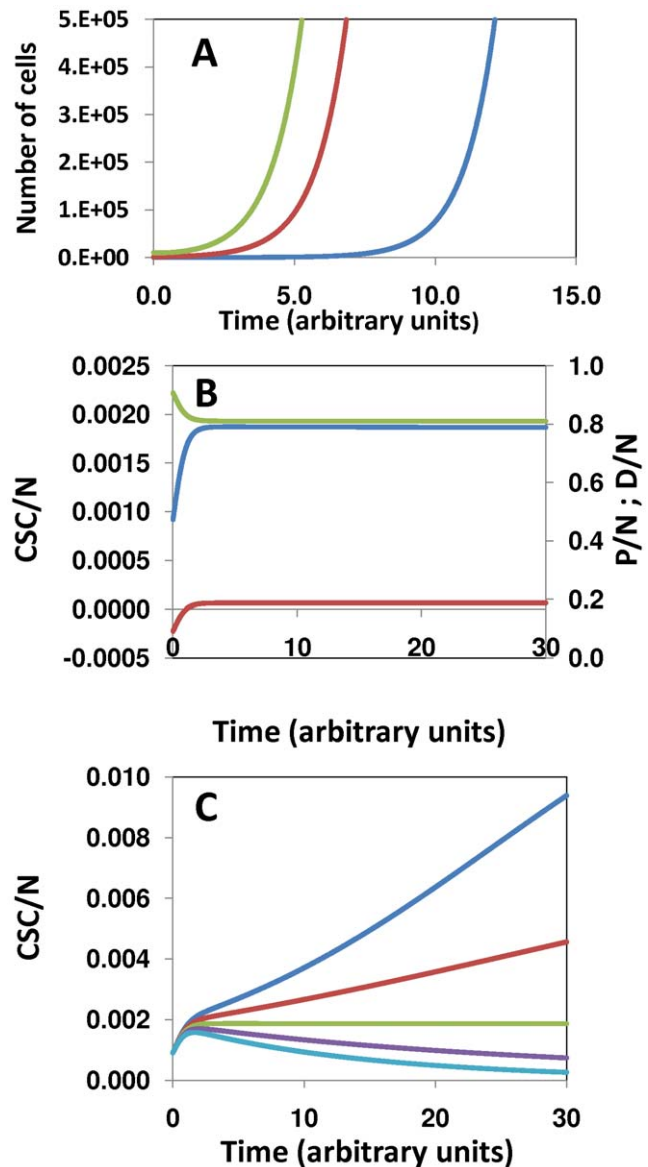 A
Number of cells
5.E+05
4.E+05
3.E+05
2.E+05
1.E+05
0.E+00
0.0 5.0 10.0 15.0
Time (arbitrary units)
B
CSC/N
0.0025
0.0020
0.0015
0.0010
0.0005
0.0000
-0.0005
1.0
0.8
0.6
0.4
0.2
0.0
P/N ; D/N
0 10 20 30
Time (arbitrary units)
C
CSC/N
0.010
0.008
0.006
0.004
0.002
0.000
0 10 20 30
Time (arbitrary units)